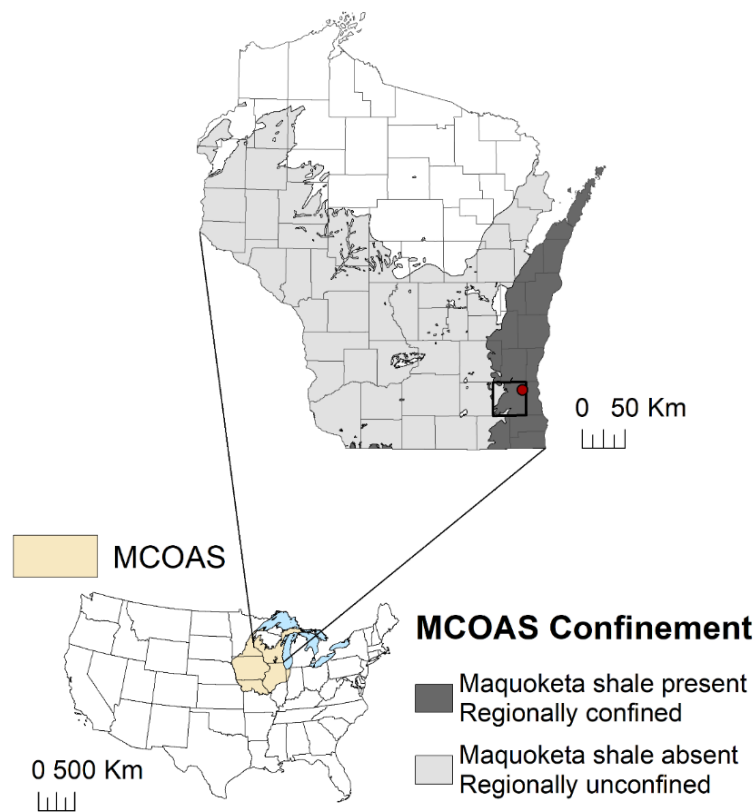 0 50 Km
MCOAS
MCOAS Confinement
Maquoketa shale present
Regionally confined
Maquoketa shale absent
Regionally unconfined
0 500 Km